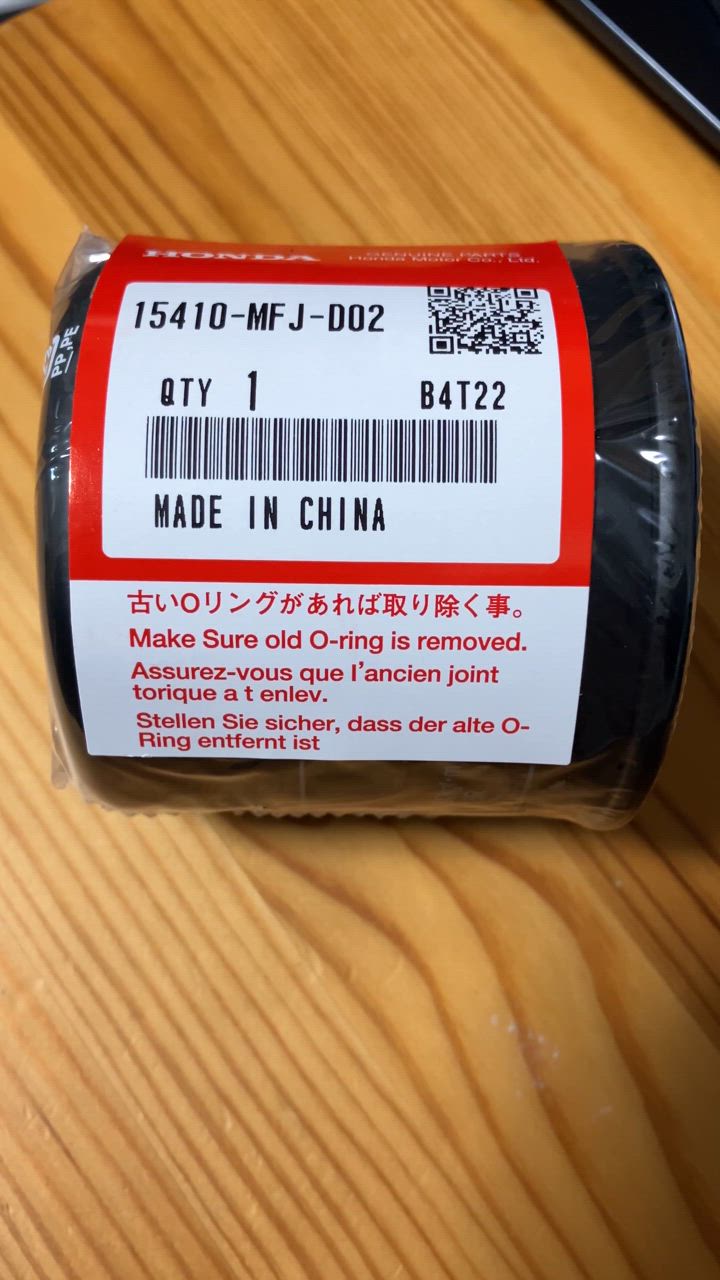 HONDA
GENUINE PARTS
Honda Motor Co., Ltd.
15410-MFJ-D02
QTY 1
B4T22
MADE IN CHINA
PP,PE
古いOリングがあれば取り除く事。
Make Sure old O-ring is removed.
Assurez-vous que l’ancien joint
torique a t enlev.
Stellen Sie sicher, dass der alte O-
Ring entfernt ist